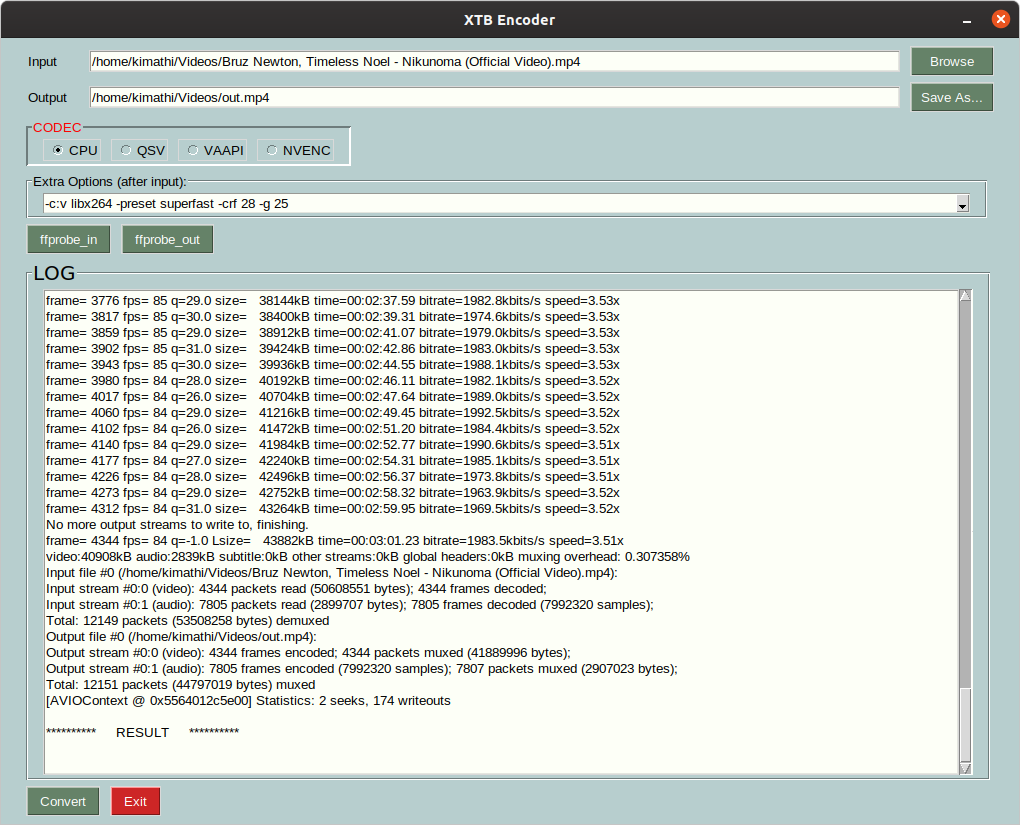 XTB Encoder
Input /home/kimathi/Videos/Bruz Newton, Timeless Noel - Nikunoma (Official Video).mp4 Browse
Output /home/kimathi/Videos/out.mp4 Save As...
CODEC
CPU QSV VAAPI NVENC
Extra Options (after input):
-c:v libx264 -preset superfast -crf 28 -g 25
ffprobe_in ffprobe_out
LOG
frame= 3776 fps= 85 q=29.0 size=   38144kB time=00:02:37.59 bitrate=1982.8kbits/s speed=3.53x
frame= 3817 fps= 85 q=30.0 size=   38400kB time=00:02:39.31 bitrate=1974.6kbits/s speed=3.53x
frame= 3859 fps= 85 q=29.0 size=   38912kB time=00:02:41.07 bitrate=1979.0kbits/s speed=3.53x
frame= 3902 fps= 85 q=31.0 size=   39424kB time=00:02:42.86 bitrate=1983.0kbits/s speed=3.53x
frame= 3943 fps= 85 q=30.0 size=   39936kB time=00:02:44.55 bitrate=1988.1kbits/s speed=3.53x
frame= 3980 fps= 84 q=28.0 size=   40192kB time=00:02:46.11 bitrate=1982.1kbits/s speed=3.52x
frame= 4017 fps= 84 q=26.0 size=   40704kB time=00:02:47.64 bitrate=1989.0kbits/s speed=3.52x
frame= 4060 fps= 84 q=29.0 size=   41216kB time=00:02:49.45 bitrate=1992.5kbits/s speed=3.52x
frame= 4102 fps= 84 q=26.0 size=   41472kB time=00:02:51.20 bitrate=1984.4kbits/s speed=3.52x
frame= 4140 fps= 84 q=29.0 size=   41984kB time=00:02:52.77 bitrate=1990.6kbits/s speed=3.51x
frame= 4177 fps= 84 q=27.0 size=   42240kB time=00:02:54.31 bitrate=1985.1kbits/s speed=3.51x
frame= 4226 fps= 84 q=28.0 size=   42496kB time=00:02:56.37 bitrate=1973.8kbits/s speed=3.51x
frame= 4273 fps= 84 q=29.0 size=   42752kB time=00:02:58.32 bitrate=1963.9kbits/s speed=3.52x
frame= 4312 fps= 84 q=31.0 size=   43264kB time=00:02:59.95 bitrate=1969.5kbits/s speed=3.52x
No more output streams to write to, finishing.
frame= 4344 fps= 84 q=-1.0 Lsize=   43882kB time=00:03:01.23 bitrate=1983.5kbits/s speed=3.51x
video:40908kB audio:2839kB subtitle:0kB other streams:0kB global headers:0kB muxing overhead: 0.307358%
Input file #0 (/home/kimathi/Videos/Bruz Newton, Timeless Noel - Nikunoma (Official Video).mp4):
Input stream #0:0 (video): 4344 packets read (50608551 bytes); 4344 frames decoded;
Input stream #0:1 (audio): 7805 packets read (2899707 bytes); 7805 frames decoded (7992320 samples);
Total: 12149 packets (53508258 bytes) demuxed
Output file #0 (/home/kimathi/Videos/out.mp4):
Output stream #0:0 (video): 4344 frames encoded; 4344 packets muxed (41889996 bytes);
Output stream #0:1 (audio): 7805 frames encoded (7992320 samples); 7807 packets muxed (2907023 bytes);
Total: 12151 packets (44797019 bytes) muxed
[AVIOContext @ 0x5564012c5e00] Statistics: 2 seeks, 174 writeouts
********** RESULT **********
Convert Exit